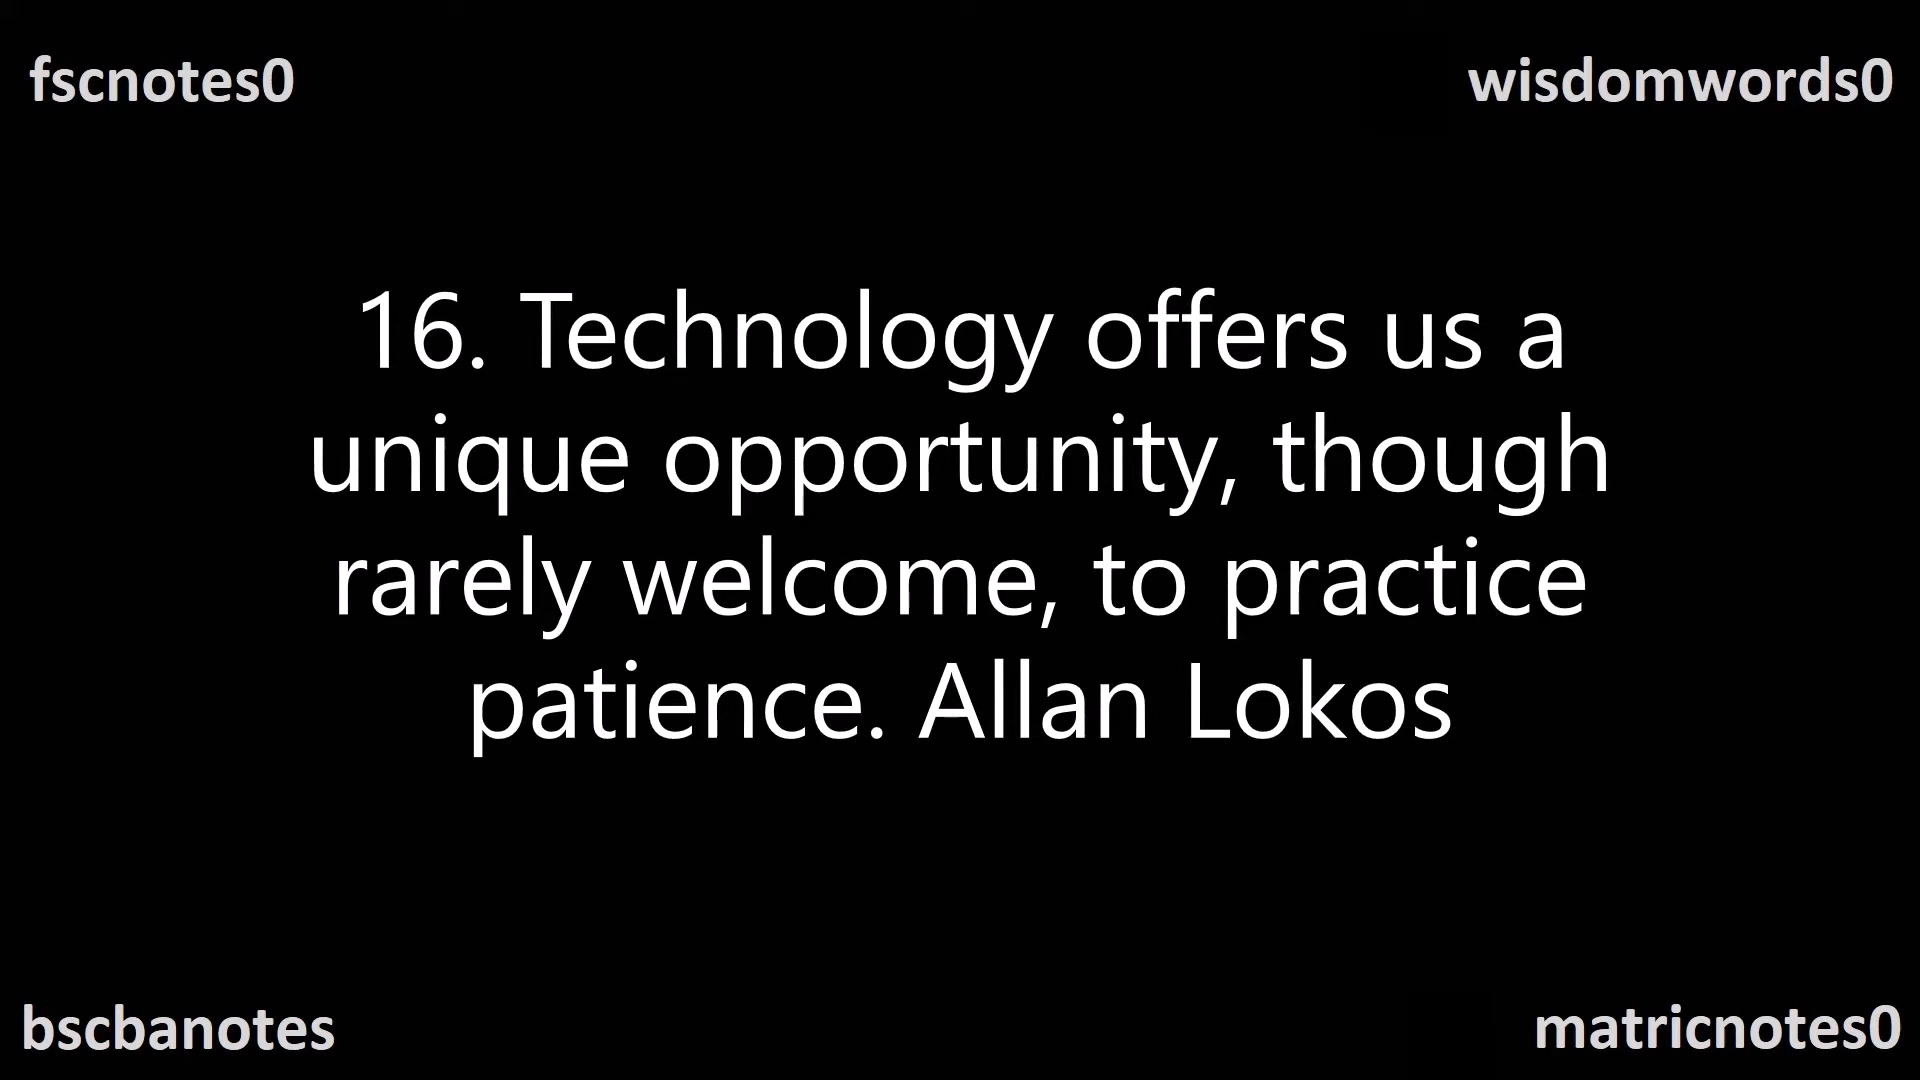 fscnotes0
wisdomwords0
16. Technology offers us a
unique opportunity, though
rarely welcome, to practice
patience. Allan Lokos
bscbanotes
matricnotes0